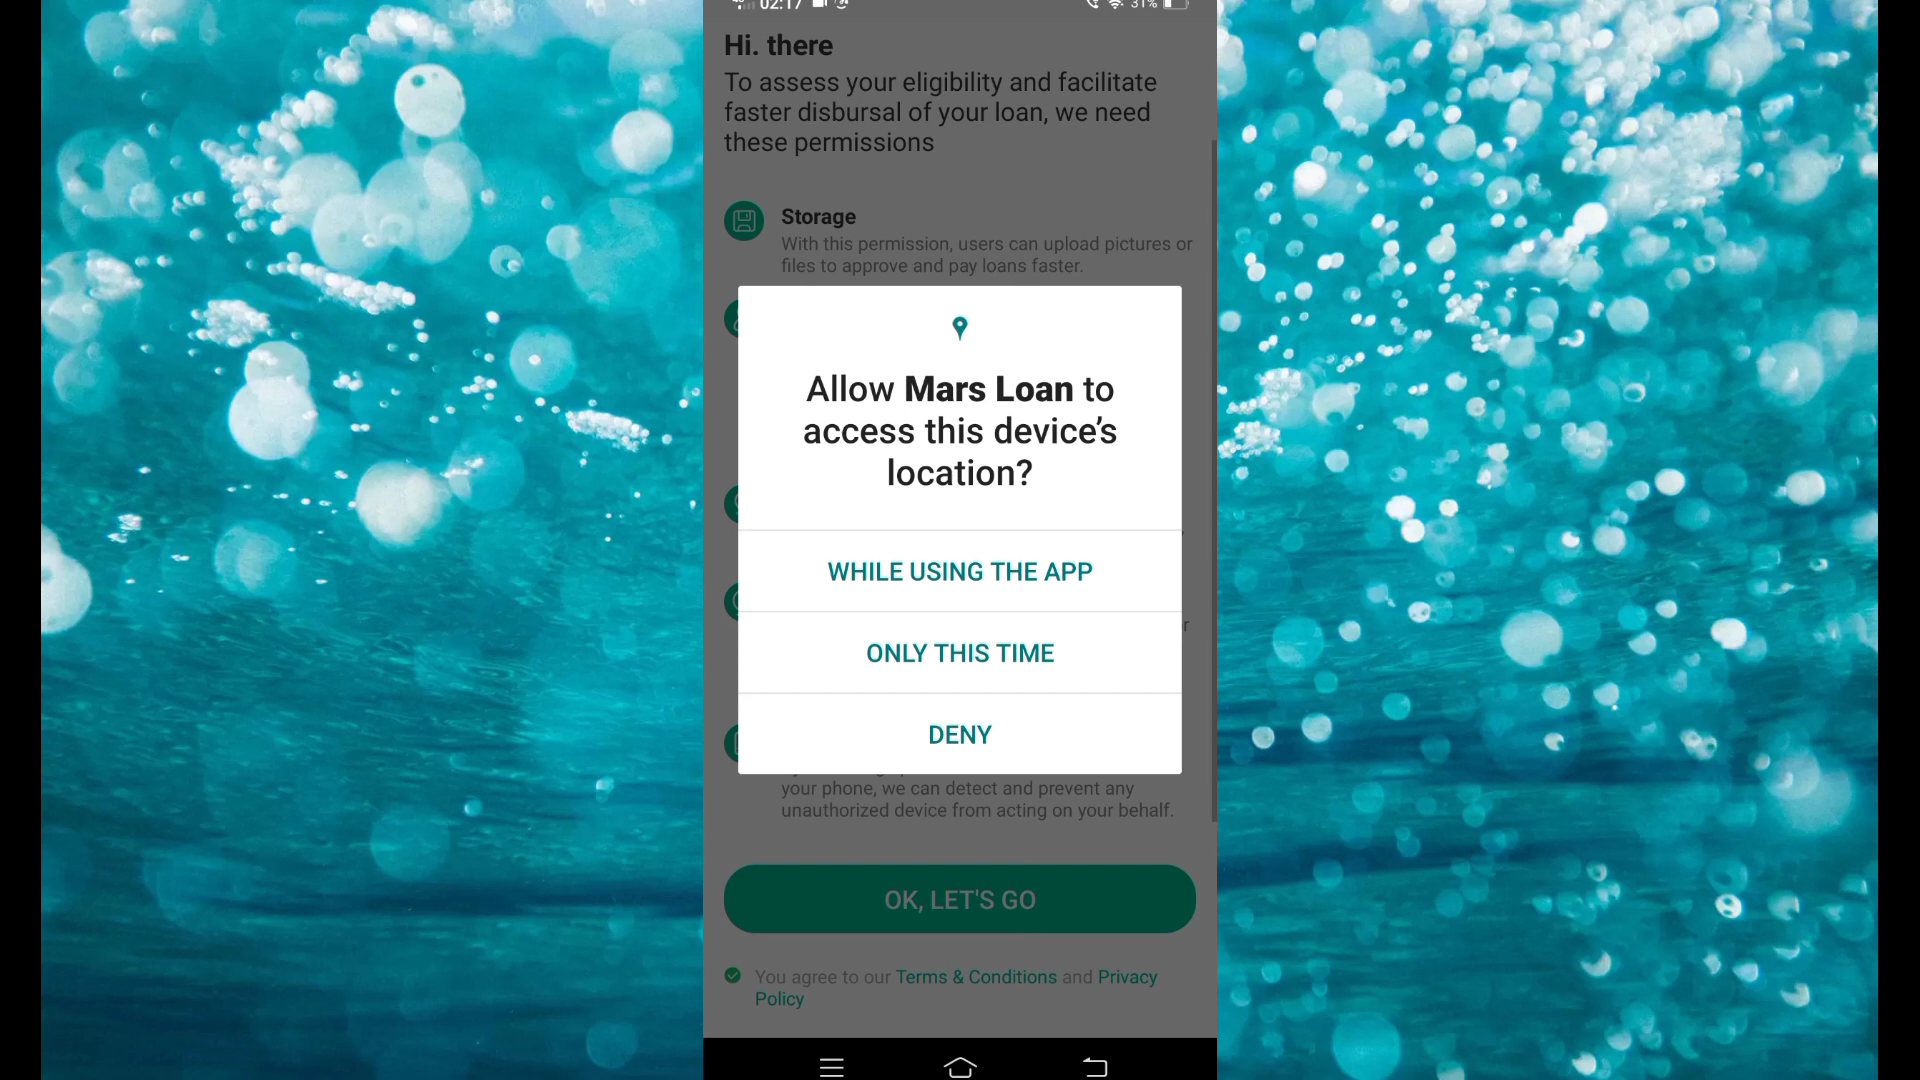 02:17
31%
Hi. there
To assess your eligibility and facilitate
faster disbursal of your loan, we need
these permissions
Storage
With this permission, users can upload pictures or
files to approve and pay loans faster.
Allow Mars Loan to
access this device’s
location?
WHILE USING THE APP
ONLY THIS TIME
DENY
your phone, we can detect and prevent any
unauthorized device from acting on your behalf.
OK, LET'S GO
You agree to our Terms & Conditions and Privacy
Policy